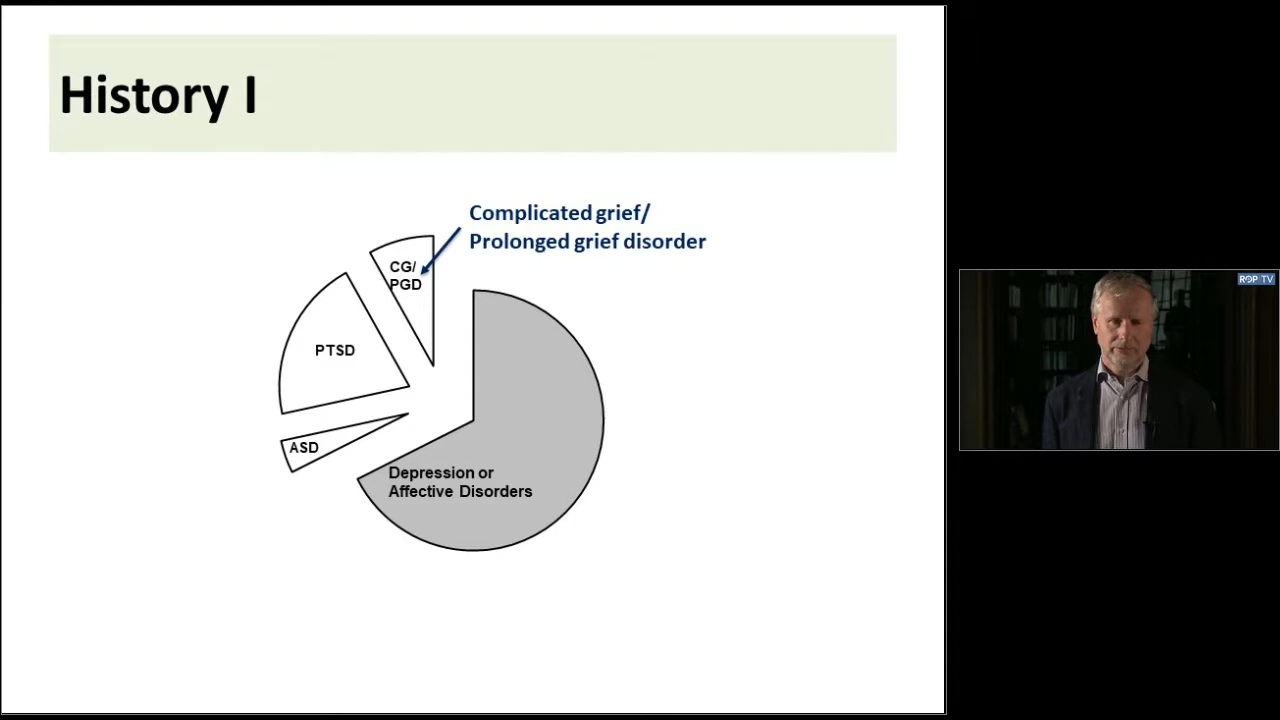 History I
Complicated grief/
Prolonged grief disorder
CG/
PGD
PTSD
ASD
Depression or
Affective Disorders
ROP TV